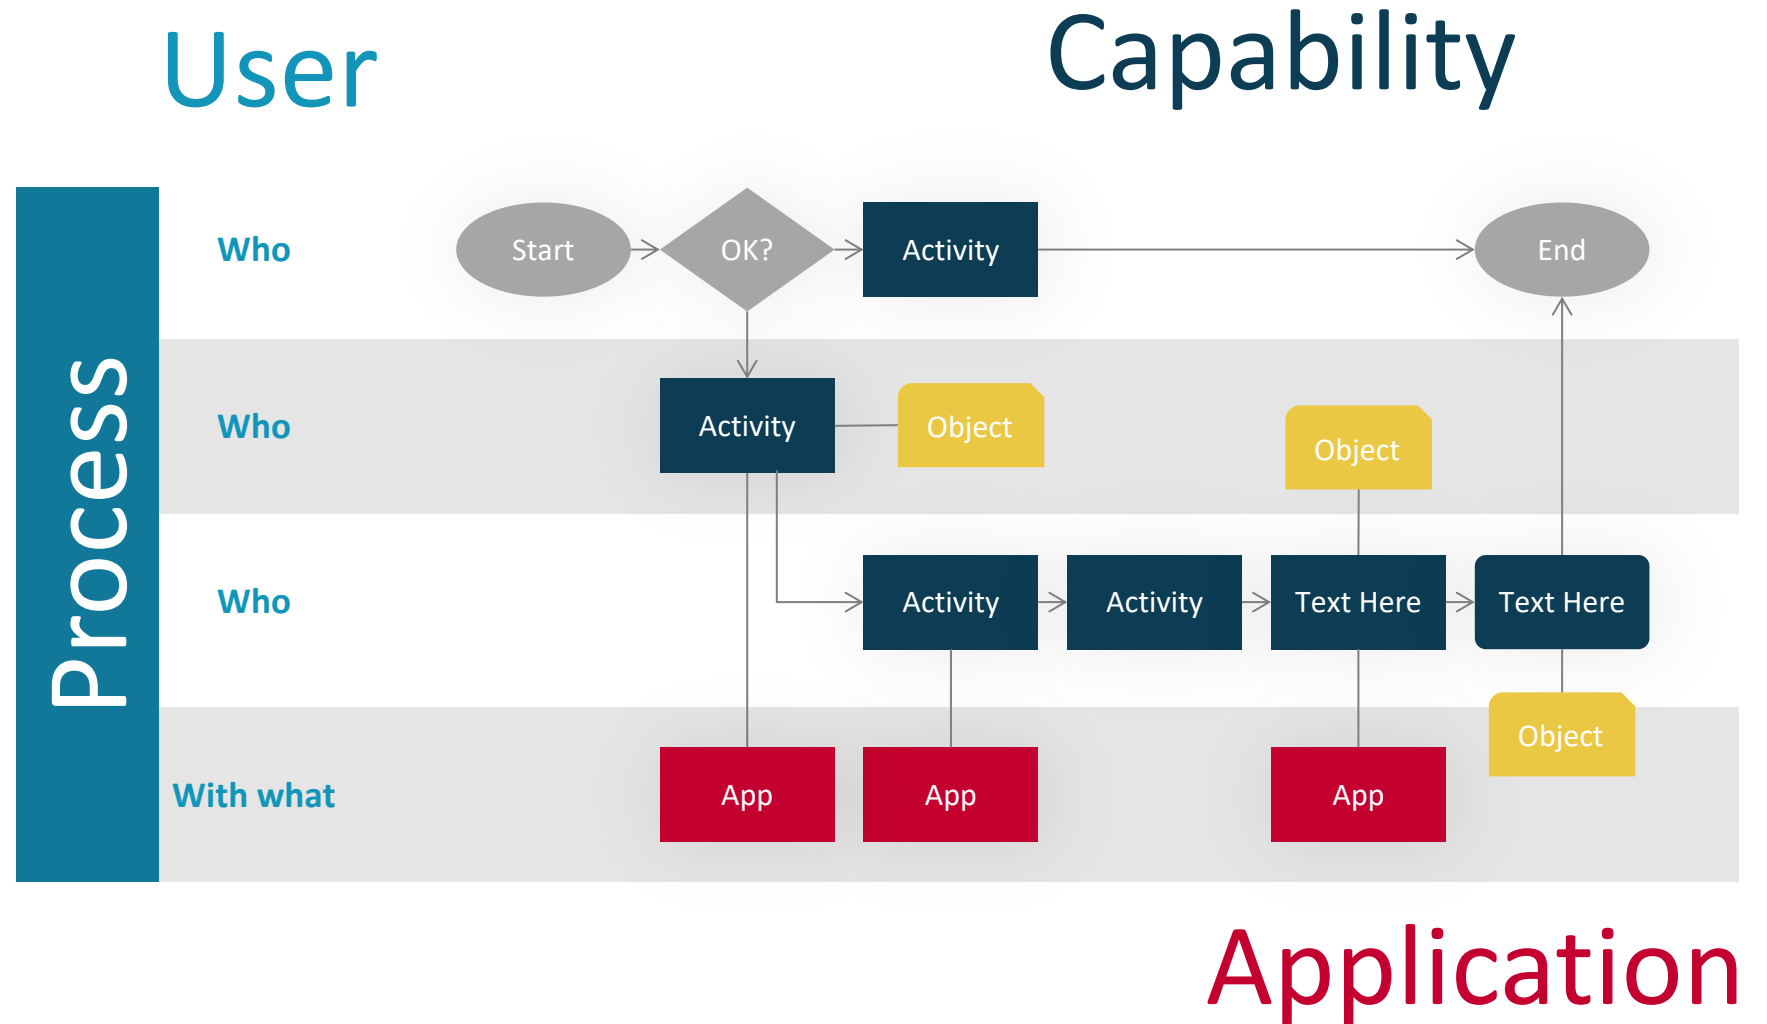 User
Capability
Process
Who
Start
OK?
Activity
End
Who
Activity
Object
Object
Who
Activity
Activity
Text Here
Text Here
Object
With what
App
App
App
Application